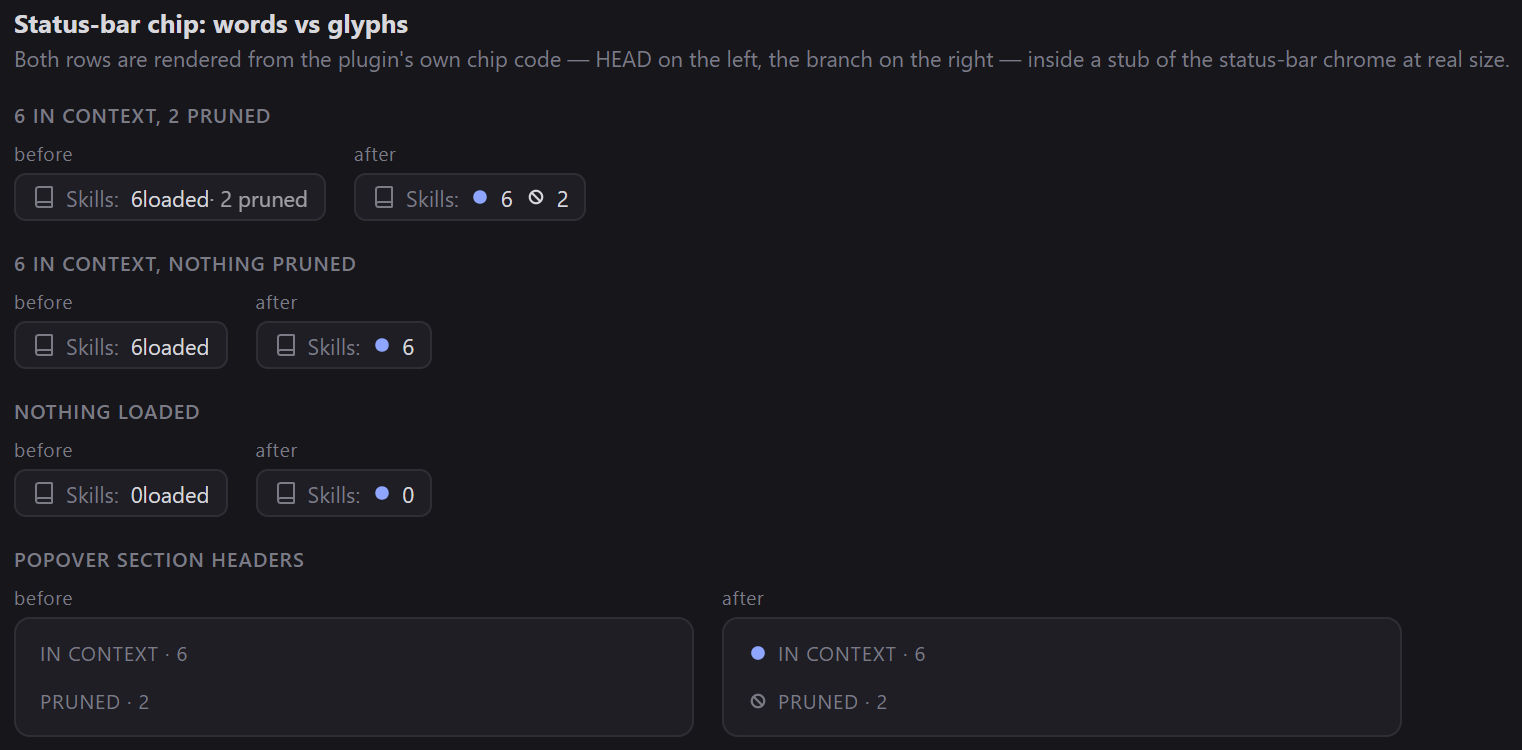 Status-bar chip: words vs glyphs
Both rows are rendered from the plugin's own chip code — HEAD on the left, the branch on the right — inside a stub of the status-bar chrome at real size.
6 IN CONTEXT, 2 PRUNED
before after
Skills: 6loaded· 2 pruned Skills: 6 2
6 IN CONTEXT, NOTHING PRUNED
before after
Skills: 6loaded Skills: 6
NOTHING LOADED
before after
Skills: 0loaded Skills: 0
POPOVER SECTION HEADERS
before after
IN CONTEXT · 6 IN CONTEXT · 6
PRUNED · 2 PRUNED · 2